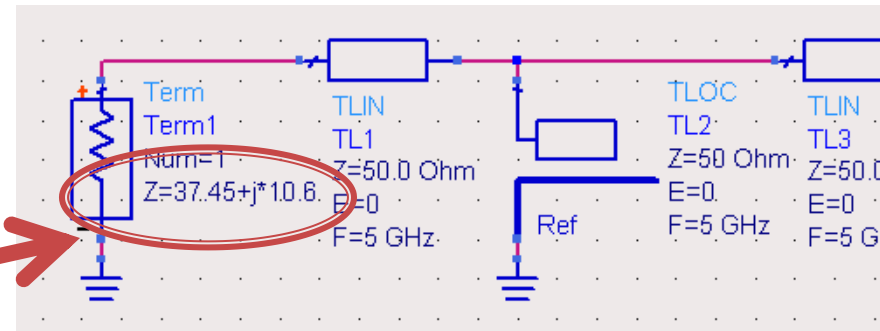 Term
Term1
Num=1
Z=37.45+j*10.6
TLIN
TL1
Z=50.0 Ohm
E=0
F=5 GHz
Ref
TLOC
TL2
Z=50 Ohm
E=0
F=5 GHz
TLIN
TL3
Z=50.0
E=0
F=5 G